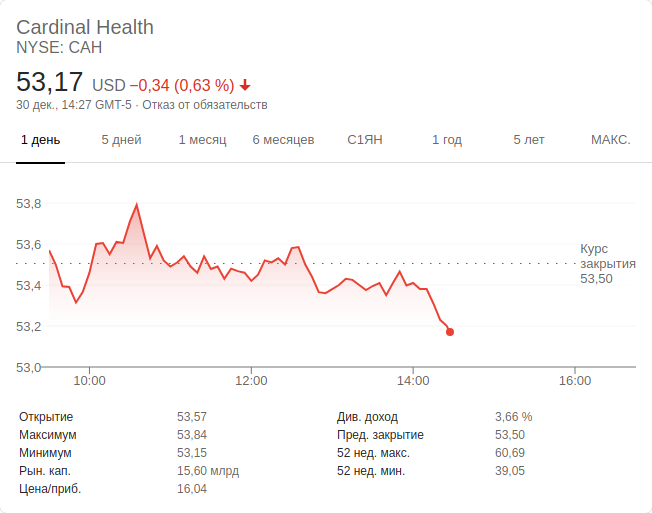 Cardinal Health
NYSE: CAH
53,17 USD −0,34 (0,63 %)
30 дек., 14:27 GMT-5 · Отказ от обязательств
1 день 5 дней 1 месяц 6 месяцев С1ЯН 1 год 5 лет МАКС.
53,8
53,6
53,4
53,2
53,0
Курс
закрытия
53,50
10:00 12:00 14:00 16:00
Открытие 53,57 Див. доход 3,66 %
Максимум 53,84 Пред. закрытие 53,50
Минимум 53,15 52 нед. макс. 60,69
Рын. кап. 15,60 млрд 52 нед. мин. 39,05
Цена/приб. 16,04